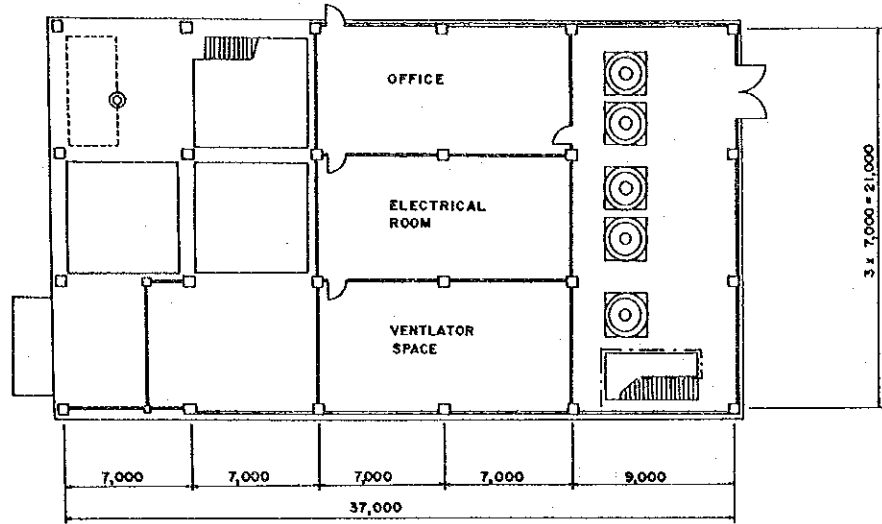 OFFICE
ELECTRICAL
ROOM
VENTLATOR
SPACE
3 x 7,000 = 21,000
7,000
7,000
7,000
7,000
9,000
37,000